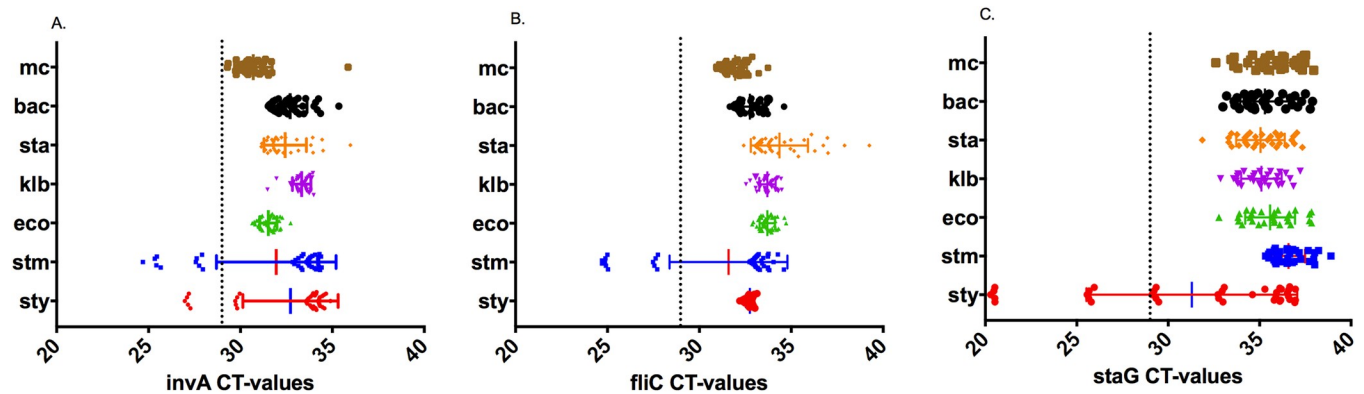 A.
mc
bac
sta
klb
eco
stm
sty
20 25 30 35 40
invA CT-values
B.
mc
bac
sta
klb
eco
stm
sty
20 25 30 35 40
fliC CT-values
C.
mc
bac
sta
klb
eco
stm
sty
20 25 30 35 40
staG CT-values